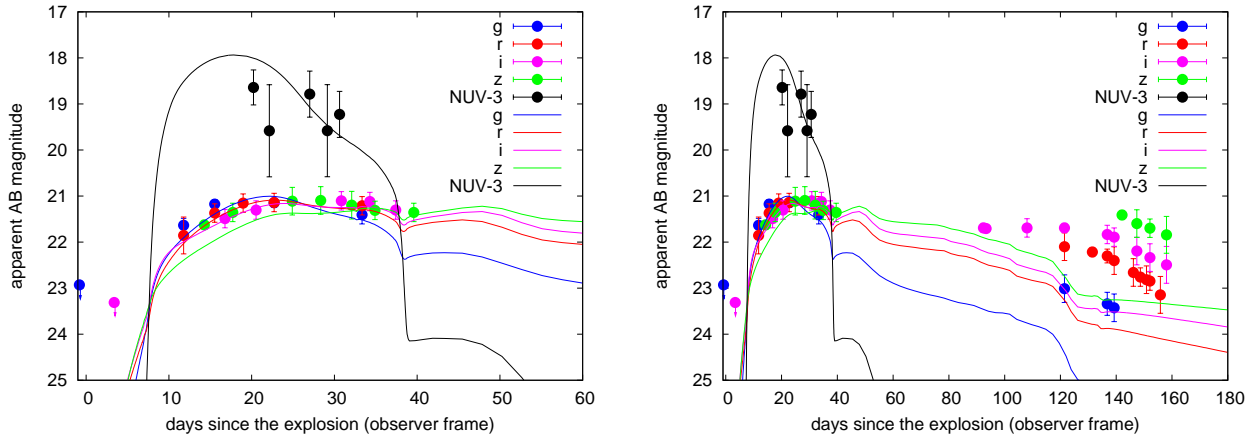 17
18
19
20
21
22
23
24
25
0
10
20
30
40
50
60
apparent AB magnitude
days since the explosion (observer frame)
g
r
i
z
NUV-3
g
r
i
z
NUV-3
17
18
19
20
21
22
23
24
25
0
20
40
60
80
100
120
140
160
180
apparent AB magnitude
days since the explosion (observer frame)
g
r
i
z
NUV-3
g
r
i
z
NUV-3